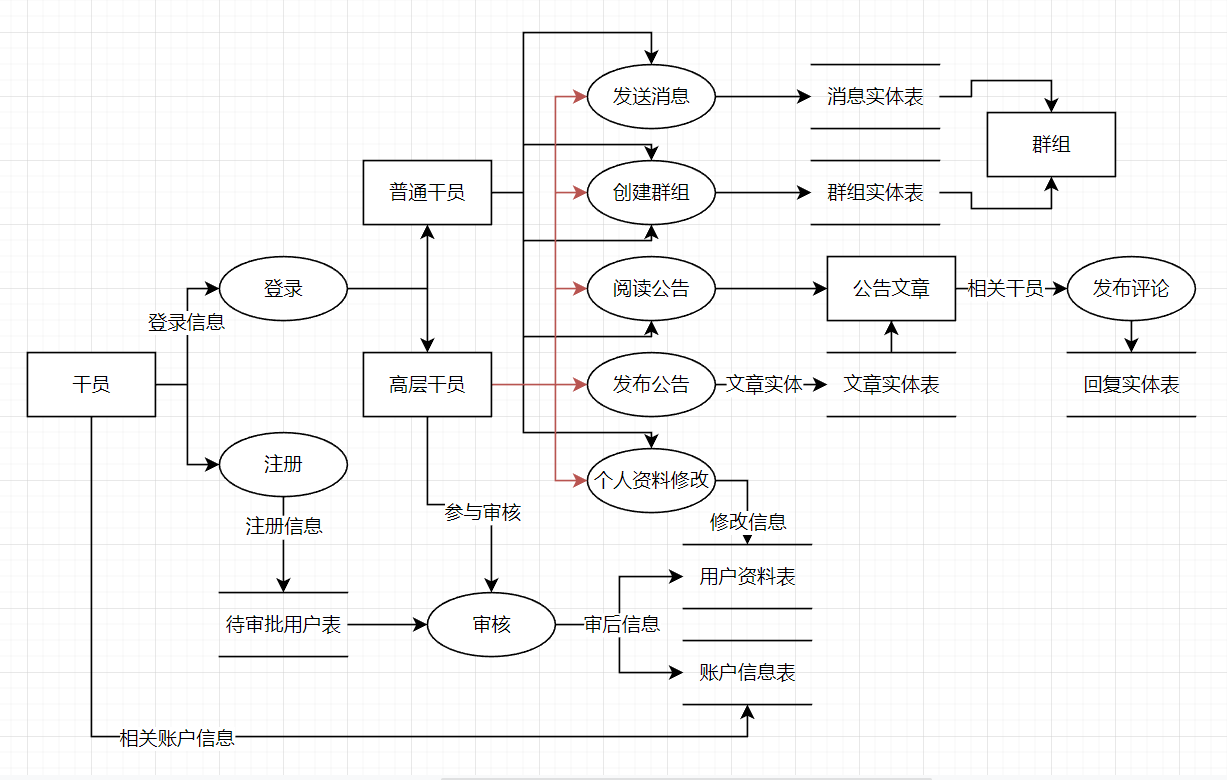 发送消息
消息实体表
群组
普通干员
创建群组
群组实体表
登录
阅读公告
公告文章
相关干员
发布评论
登录信息
干员
高层干员
发布公告
文章实体
文章实体表
回复实体表
注册
个人资料修改
注册信息
参与审核
修改信息
用户资料表
待审批用户表
审核
审后信息
账户信息表
相关账户信息